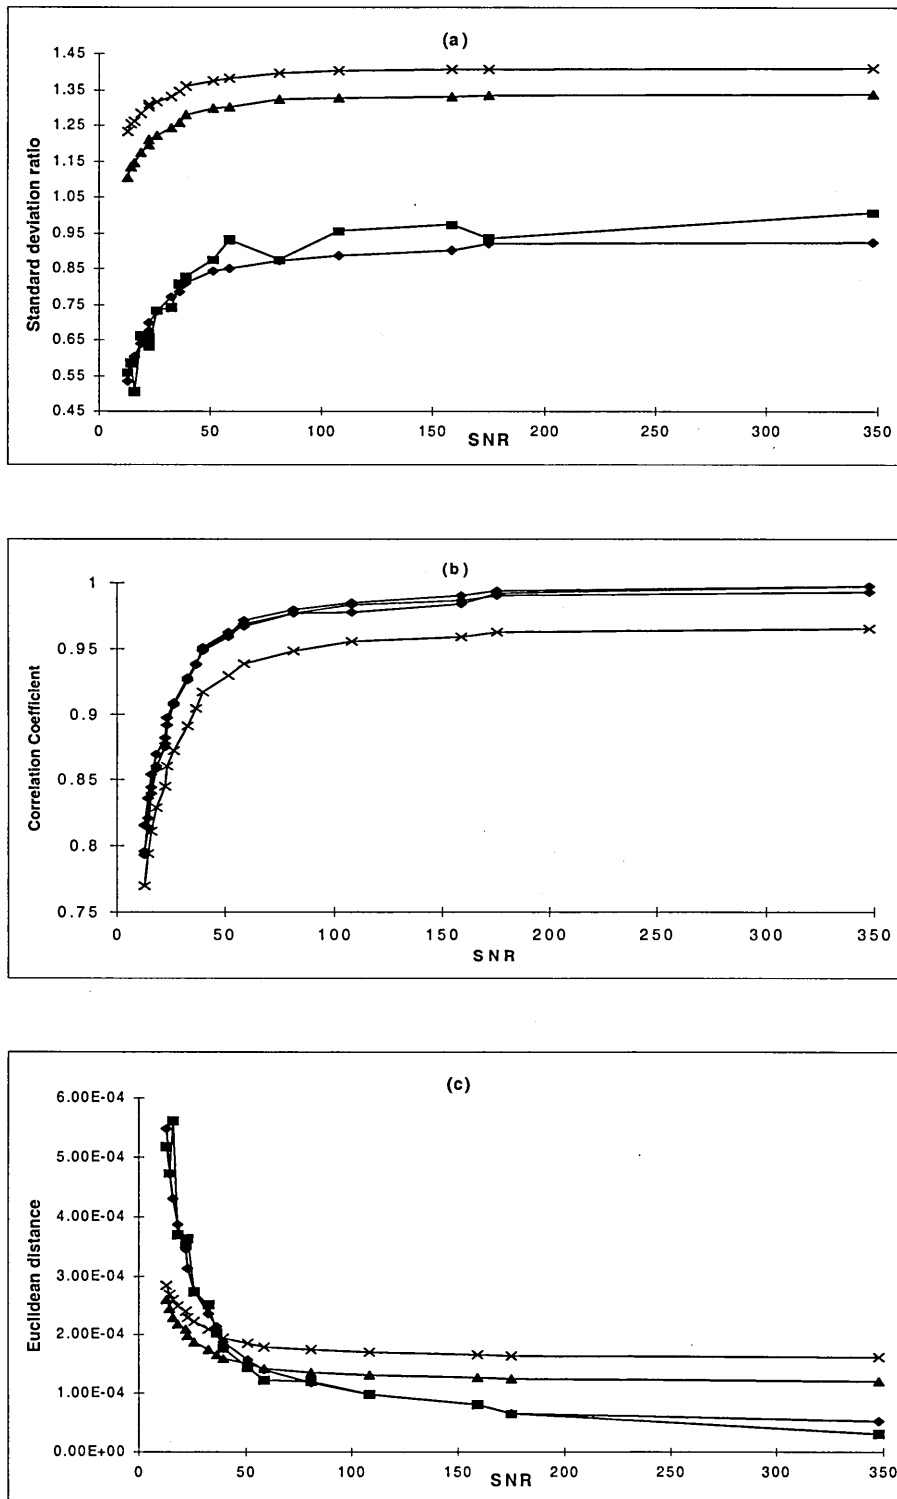 (a)
1.45
1.35
1.25
1.15
1.05
0.95
0.85
0.75
0.65
0.55
0.45
Standard deviation ratio
0 50 100 150 200 250 300 350
SNR
(b)
1
0.95
0.9
0.85
0.8
0.75
Correlation Coefficient
0 50 100 150 200 250 300 350
SNR
(c)
6.00E-04
5.00E-04
4.00E-04
3.00E-04
2.00E-04
1.00E-04
0.00E+00
Euclidean distance
0 50 100 150 200 250 300 350
SNR